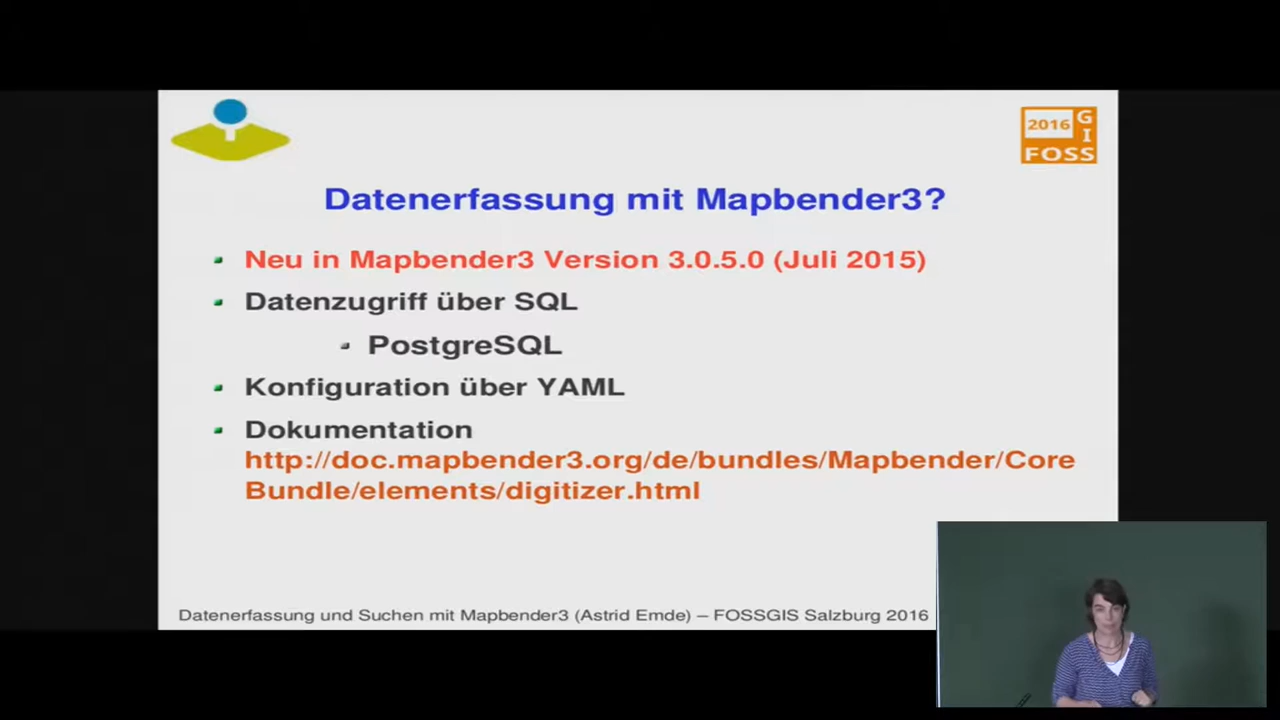 2016 GI
FOSS
Datenerfassung mit Mapbender3?
Neu in Mapbender3 Version 3.0.5.0 (Juli 2015)
Datenzugriff über SQL
PostgreSQL
Konfiguration über YAML
Dokumentation
http://doc.mapbender3.org/de/bundles/Mapbender/Core
Bundle/elements/digitizer.html
Datenerfassung und Suchen mit Mapbender3 (Astrid Emde) – FOSSGIS Salzburg 2016